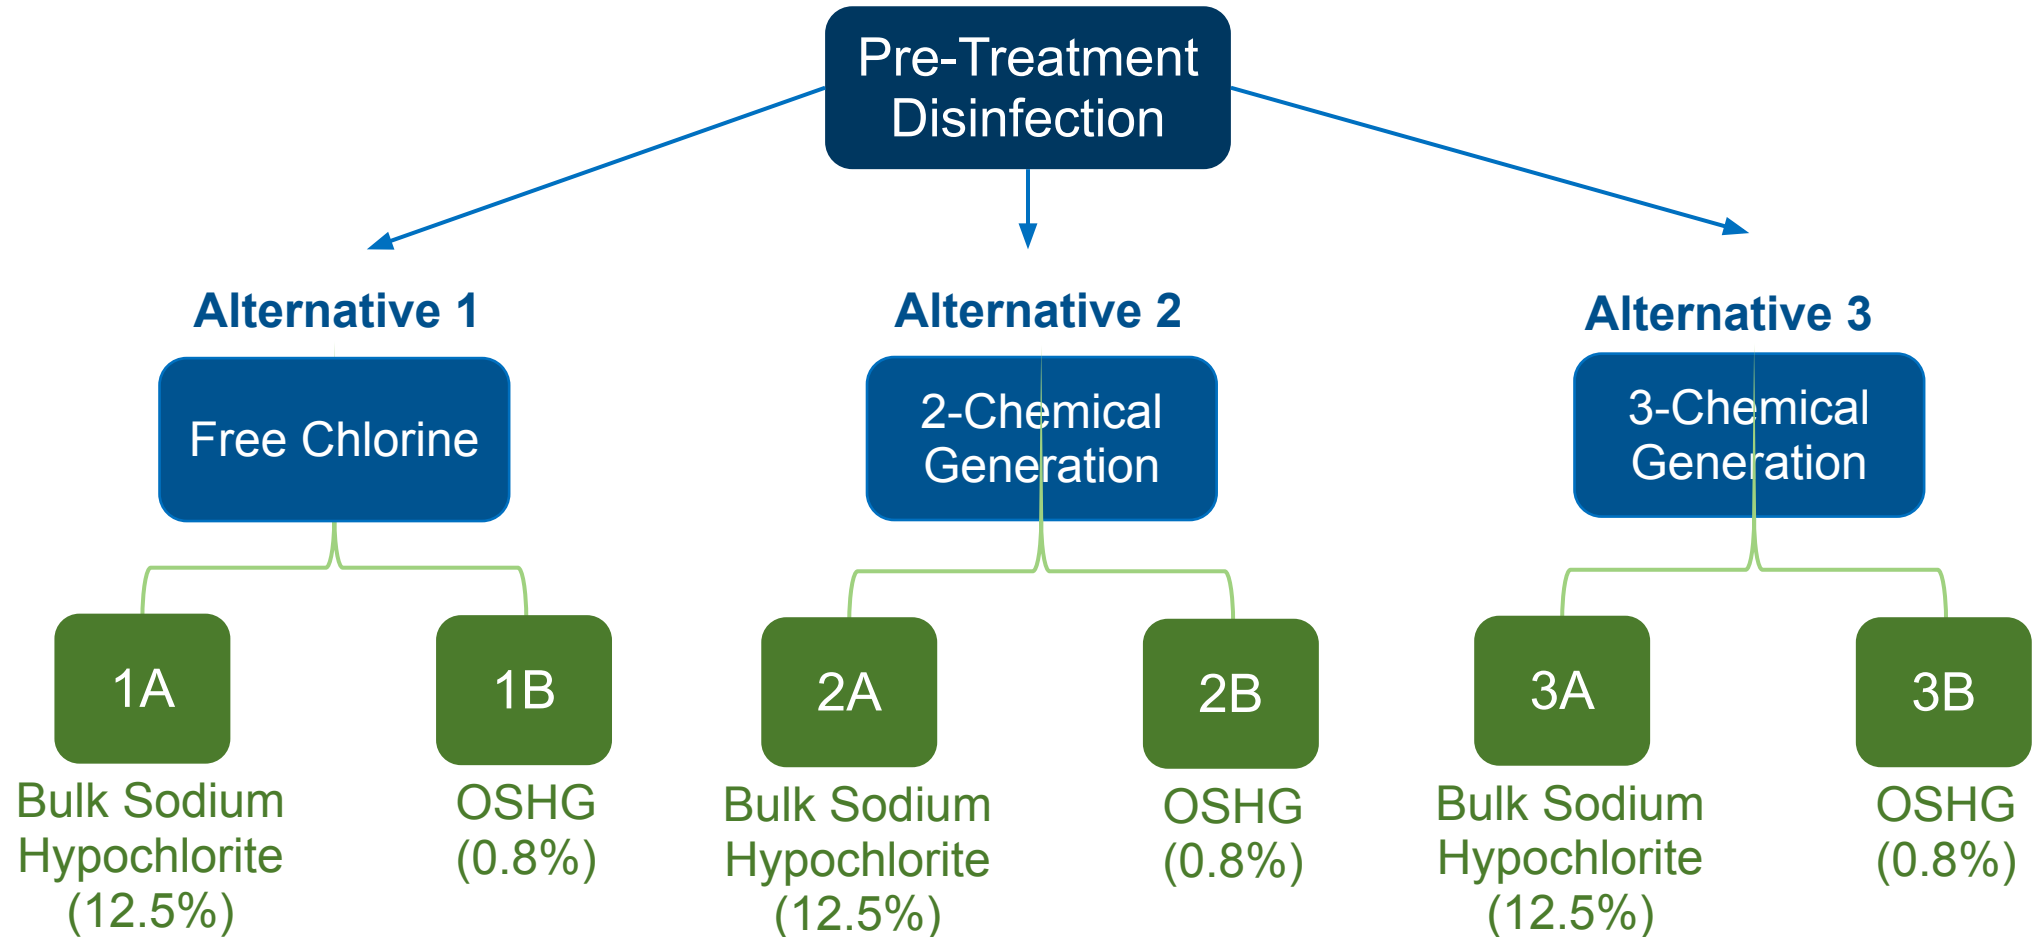 Pre-Treatment
Disinfection
Alternative 1
Alternative 2
Alternative 3
Free Chlorine
2-Chemical
Generation
3-Chemical
Generation
1A
1B
2A
2B
3A
3B
Bulk Sodium
Hypochlorite
(12.5%)
OSHG
(0.8%)
Bulk Sodium
Hypochlorite
(12.5%)
OSHG
(0.8%)
Bulk Sodium
Hypochlorite
(12.5%)
OSHG
(0.8%)